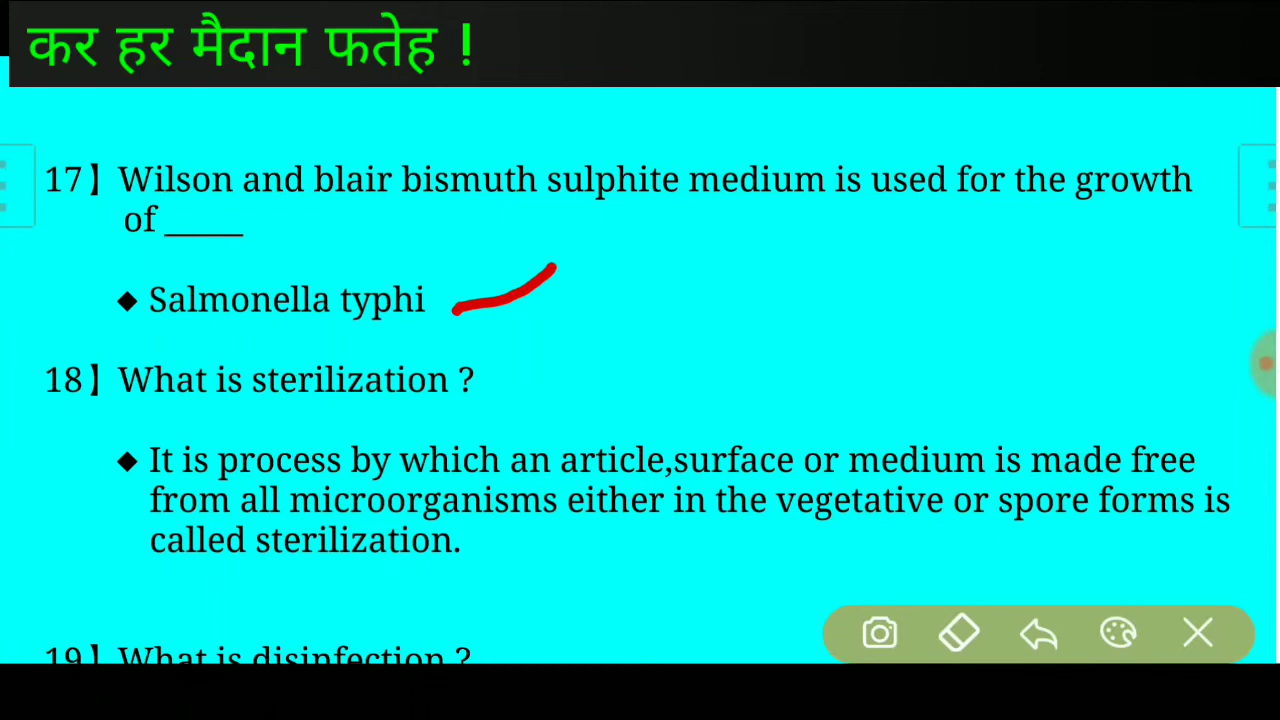 कर हर मैदान फतेह !
17】Wilson and blair bismuth sulphite medium is used for the growth
of _____
◆ Salmonella typhi
18】What is sterilization ?
◆ It is process by which an article,surface or medium is made free
from all microorganisms either in the vegetative or spore forms is
called sterilization.
19】What is disinfection ?